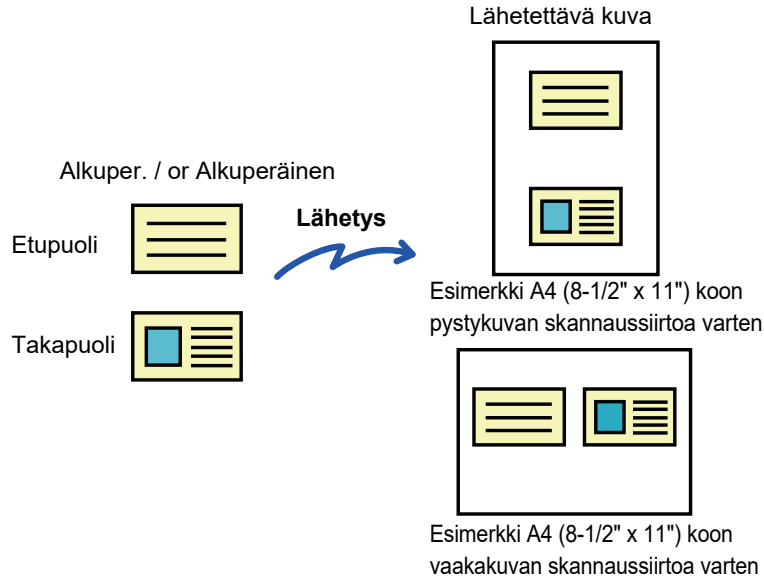 Lähetettävä kuva
Alkuper. / or Alkuperäinen
Etupuoli
Lähetys
Takapuoli
Esimerkki A4 (8-1/2" x 11") koon
pystykuvan skannaussiirtoa varten
Esimerkki A4 (8-1/2" x 11") koon
vaakakuvan skannaussiirtoa varten